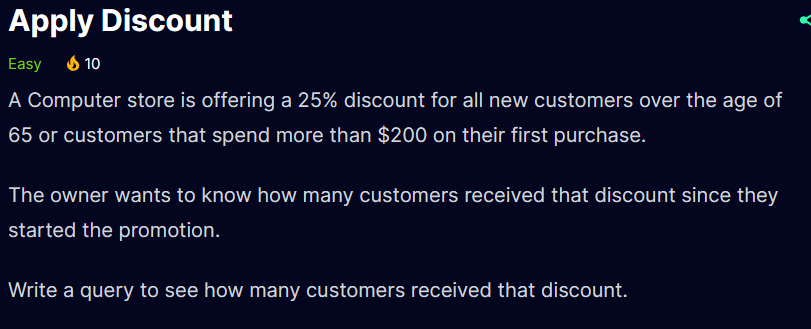 Apply Discount
Easy 10
A Computer store is offering a 25% discount for all new customers over the age of
65 or customers that spend more than $200 on their first purchase.
The owner wants to know how many customers received that discount since they
started the promotion.
Write a query to see how many customers received that discount.